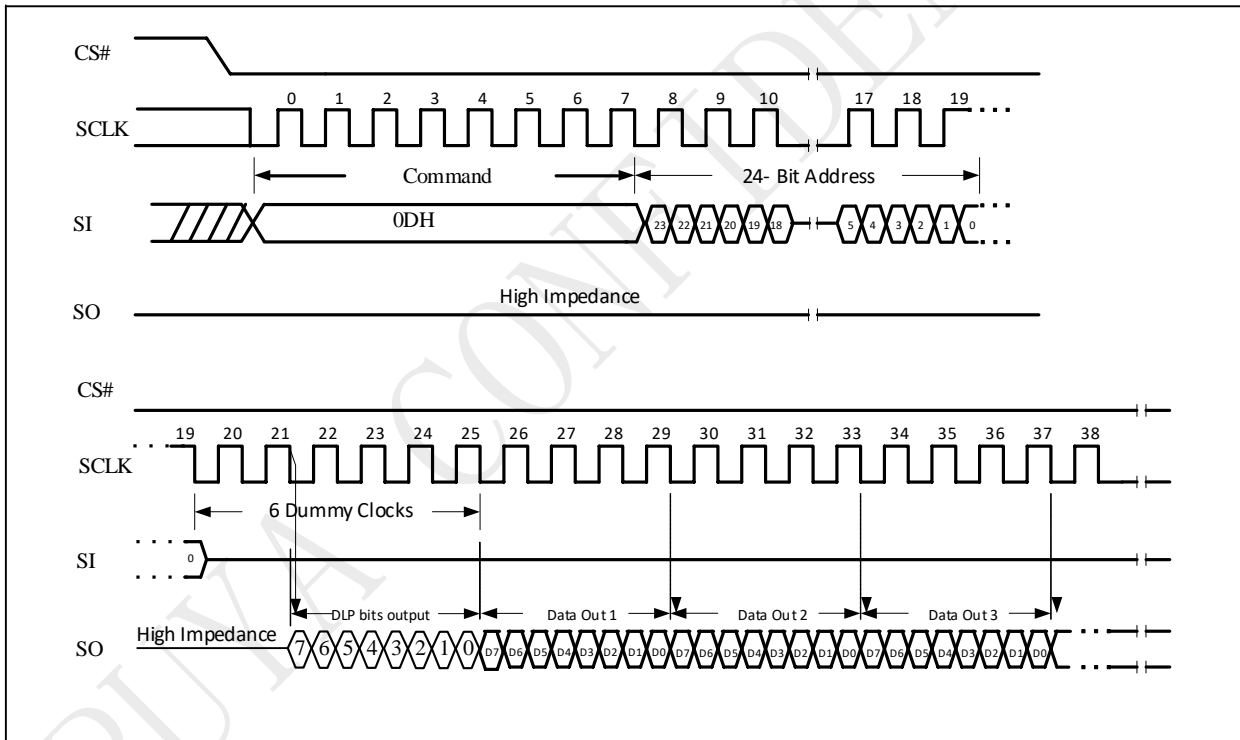 CS#
0 1 2 3 4 5 6 7 8 9 10 17 18 19
SCLK
Command 24- Bit Address
SI 0DH 23 22 21 20 19 18 5 4 3 2 1 0
High Impedance
SO
CS#
19 20 21 22 23 24 25 26 27 28 29 30 31 32 33 34 35 36 37 38
SCLK
6 Dummy Clocks
SI 0
DLP bits output Data Out 1 Data Out 2 Data Out 3
High Impedance
SO 7 6 5 4 3 2 1 0 D7 D6 D5 D4 D3 D2 D1 D0 D7 D6 D5 D4 D3 D2 D1 D0 D7 D6 D5 D4 D3 D2 D1 D0
PUYA CONFIDE